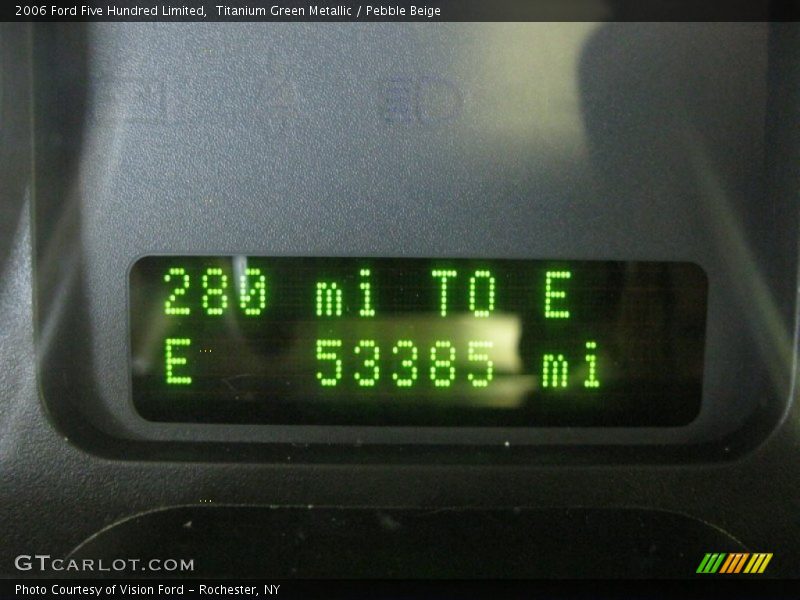 2006 Ford Five Hundred Limited,  Titanium Green Metallic / Pebble Beige
280 mi TO E
E 53385 mi
GTCARLOT.COM
Photo Courtesy of Vision Ford – Rochester, NY